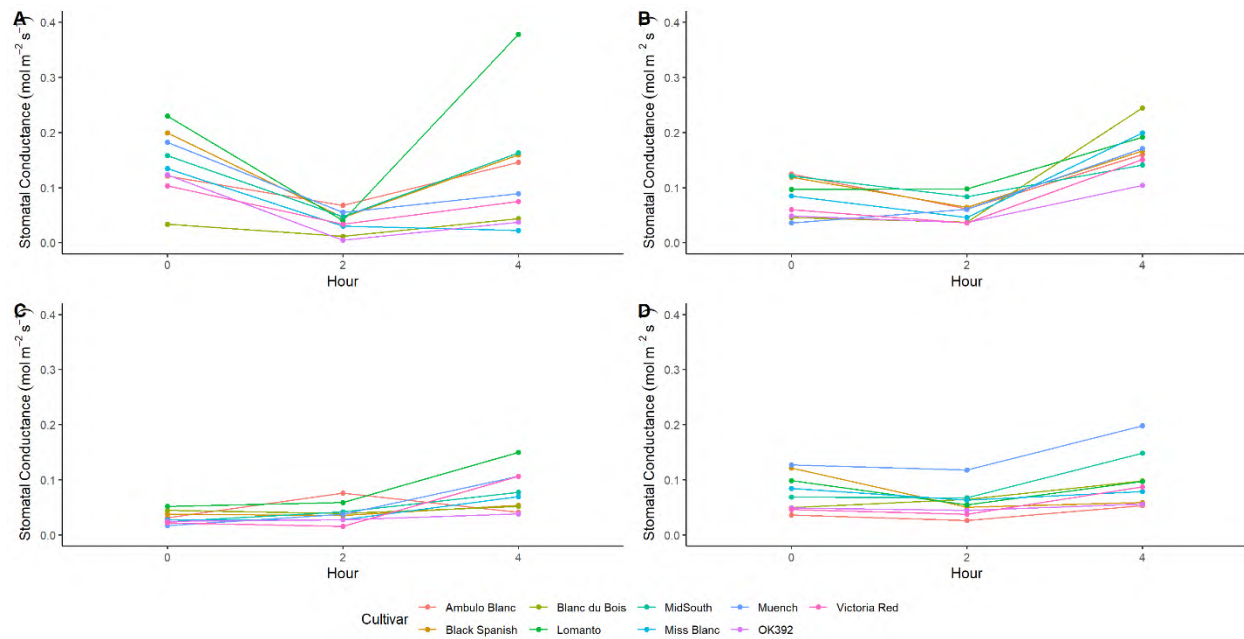 A
Stomatal Conductance (mol m⁻² s⁻¹)
0.4
0.3
0.2
0.1
0.0
0 2 4
Hour
B
Stomatal Conductance (mol m⁻² s⁻¹)
0.4
0.3
0.2
0.1
0.0
0 2 4
Hour
C
Stomatal Conductance (mol m⁻² s⁻¹)
0.4
0.3
0.2
0.1
0.0
0 2 4
Hour
D
Stomatal Conductance (mol m⁻² s⁻¹)
0.4
0.3
0.2
0.1
0.0
0 2 4
Hour
Cultivar
Ambulo Blanc Blanc du Bois MidSouth Muench Victoria Red
Black Spanish Lomanto Miss Blanc OK392